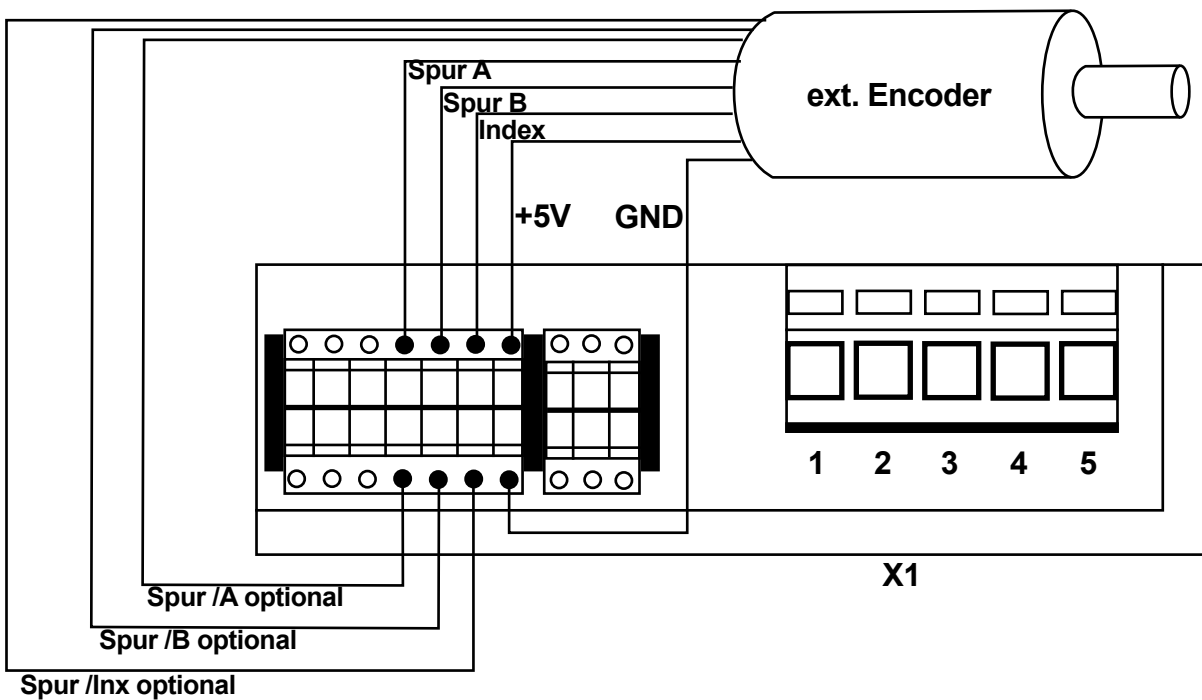 Spur A
ext. Encoder
Spur B
Index
+5V GND
1 2 3 4 5
X1
Spur /A optional
Spur /B optional
Spur /Inx optional